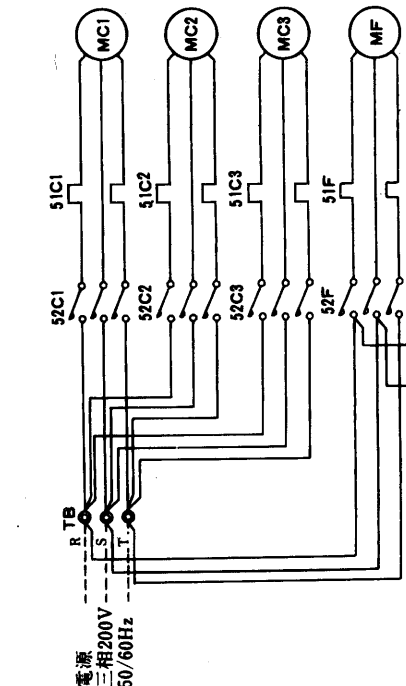 MC1
MC2
MC3
MF
51C1
51C2
51C3
51F
52C1
52C2
52C3
52F
TB
R
S
T
電源
三相200V
50/60Hz